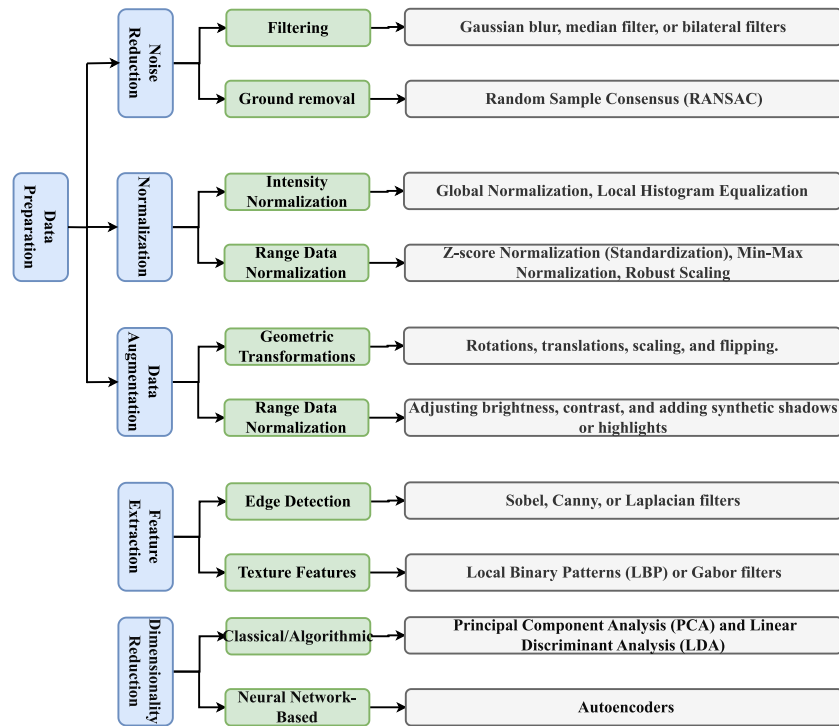 Data
Preparation
Noise
Reduction
Filtering
Gaussian blur, median filter, or bilateral filters
Ground removal
Random Sample Consensus (RANSAC)
Normalization
Intensity
Normalization
Global Normalization, Local Histogram Equalization
Range Data
Normalization
Z-score Normalization (Standardization), Min-Max
Normalization, Robust Scaling
Data
Augmentation
Geometric
Transformations
Rotations, translations, scaling, and flipping.
Range Data
Normalization
Adjusting brightness, contrast, and adding synthetic shadows
or highlights
Feature
Extraction
Edge Detection
Sobel, Canny, or Laplacian filters
Texture Features
Local Binary Patterns (LBP) or Gabor filters
Dimensionality
Reduction
Classical/Algorithmic
Principal Component Analysis (PCA) and Linear
Discriminant Analysis (LDA)
Neural Network-
Based
Autoencoders